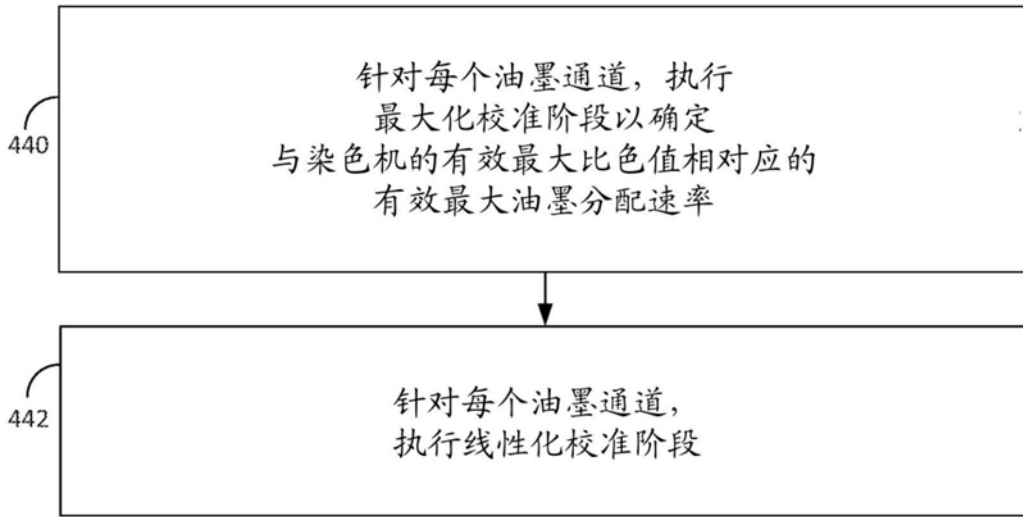 针对每个油墨通道，执行
最大化校准阶段以确定
440
与染色机的有效最大比色值相对应的
有效最大油墨分配速率
针对每个油墨通道，
442
执行线性化校准阶段